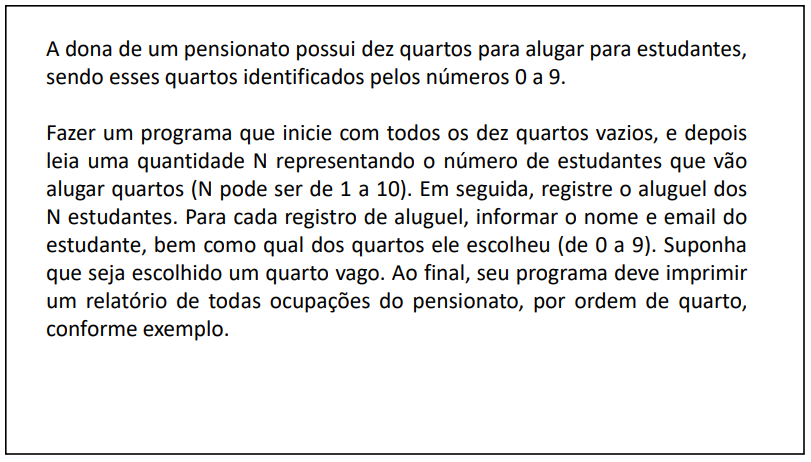 A dona de um pensionato possui dez quartos para alugar para estudantes,
sendo esses quartos identificados pelos números 0 a 9.
Fazer um programa que inicie com todos os dez quartos vazios, e depois
leia uma quantidade N representando o número de estudantes que vão
alugar quartos (N pode ser de 1 a 10). Em seguida, registre o aluguel dos
N estudantes. Para cada registro de aluguel, informar o nome e email do
estudante, bem como qual dos quartos ele escolheu (de 0 a 9). Suponha
que seja escolhido um quarto vago. Ao final, seu programa deve imprimir
um relatório de todas ocupações do pensionato, por ordem de quarto,
conforme exemplo.